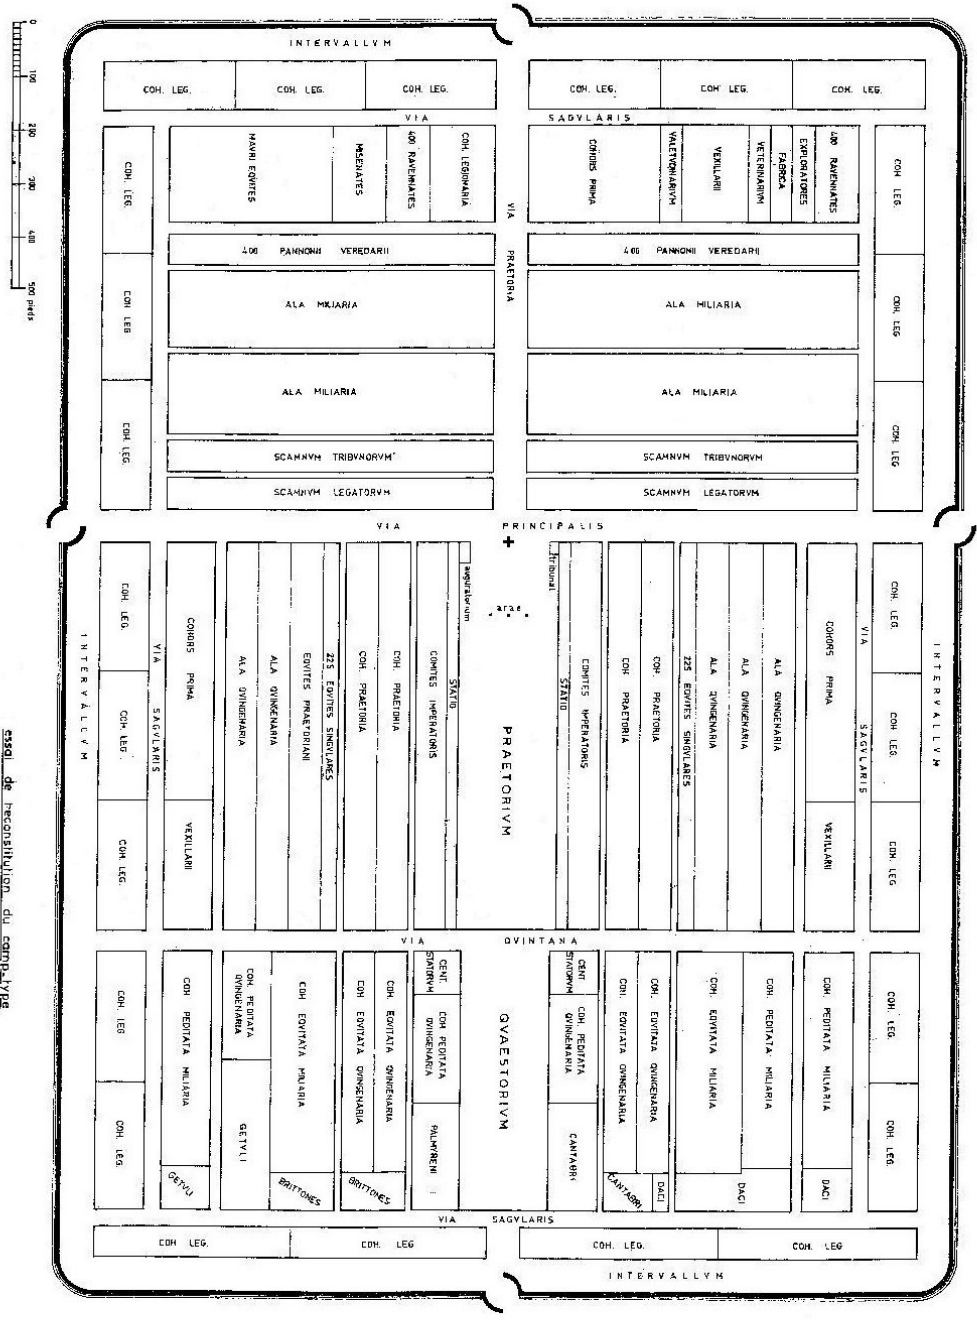 INTERVALLVM
COH. LEG. COH. LEG. COH. LEG. COH. LEG. COH. LEG. COH. LEG.
VIA SAGVLARIS
0 100 200 300 400 500 pieds
COH. LEG.
MAVRI EQVITES
MISENATES
400 RAVENNATES
COH. LEGIONARIA
VIA PRAETORIA
COHORS PRIMA
VALETVDINARIVM
VEXILLARII
VETERINARIVM
FABRICA
EXPLORATORES
400 RAVENNATES
COH. LEG.
400 PANNONII VEREDARII
400 PANNONII VEREDARII
COH LEG
ALA MILIARIA
ALA MILIARIA
COH. LEG
COH. LEG.
ALA MILIARIA
ALA MILIARIA
COH. LEG.
SCAMNVM TRIBVNORVM
SCAMNVM TRIBVNORVM
SCAMNVM LEGATORVM
SCAMNVM LEGATORVM
VIA PRINCIPALIS
INTERVALLVM
COH. LEG.
COH. LEG.
COH. LEG.
VIA SAGVLARIS
COHORS PRIMA
VEXILLARII
ALA QVINGENARIA
ALA QVINGENARIA
EQVITES PRAETORIANI
225 EQVITES SINGVLARES
COH. PRAETORIA
COH. PRAETORIA
COMITES IMPERATORIS
STATIO
auguratorium
arae
PRAETORIVM
tribunal
STATIO
COMITES IMPERATORIS
COH PRAETORIA
COH. PRAETORIA
225 EQVITES SINGVLARES
ALA QVINGENARIA
ALA QVINGENARIA
ALA QVINGENARIA
COHORS PRIMA
VEXILLARII
VIA SAGVLARIS
COH. LEG.
COH LEG.
COH. LEG
INTERVALLVM
VIA QVINTANA
COH LEG
COH. LEG.
COH PEDITATA MILIARIA
GETVLI
COH. PEDITATA QVINGENARIA
GETVLI
COH EQVITATA MILIARIA
BRITTONES
COH EQVITATA QVINGENARIA
COH. EQVITATA QVINGENARIA
BRITTONES
CENT. STATORVM
COH PEDITATA QVINGENARIA
PALMYRENI
QVAESTORIVM
CENT STATORVM
COH. PEDITATA QVINGENARIA
CANTABRI
COH. EQVITATA QVINGENARIA
COH. EQVITATA QVINGENARIA
CANTABRI
DACI
COH. EQVITATA MILIARIA
COH. PEDITATA MILIARIA
DACI
COH. PEDITATA MILIARIA
DACI
COH. LEG.
COH LEG.
VIA SAGVLARIS
COH LEG. COH. LEG COH. LEG. COH. LEG
INTERVALLVM
essai de reconstitution du camp-type